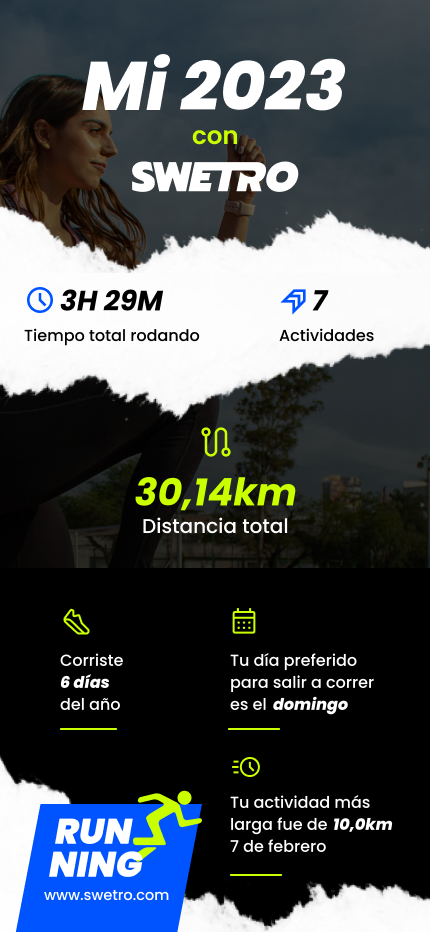 Mi 2023
con
SWETRO
3H 29M
Tiempo total rodando
7
Actividades
30,14km
Distancia total
Corriste
6 días
del año
Tu día preferido
para salir a correr
es el domingo
Tu actividad más
larga fue de 10,0km
7 de febrero
RUN
NING
www.swetro.com